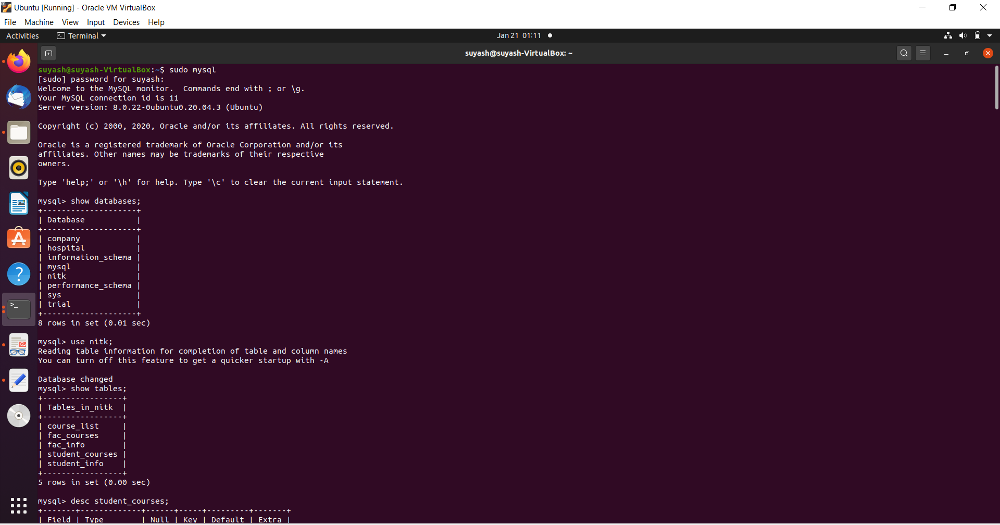 Ubuntu [Running] - Oracle VM VirtualBox
File Machine View Input Devices Help
Activities Terminal Jan 21 01:11
suyash@suyash-VirtualBox: ~
suyash@suyash-VirtualBox:~$ sudo mysql
[sudo] password for suyash:
Welcome to the MySQL monitor.  Commands end with ; or \g.
Your MySQL connection id is 11
Server version: 8.0.22-0ubuntu0.20.04.3 (Ubuntu)

Copyright (c) 2000, 2020, Oracle and/or its affiliates. All rights reserved.

Oracle is a registered trademark of Oracle Corporation and/or its
affiliates. Other names may be trademarks of their respective
owners.

Type 'help;' or '\h' for help. Type '\c' to clear the current input statement.

mysql> show databases;
+--------------------+
| Database           |
+--------------------+
| company            |
| hospital           |
| information_schema |
| mysql              |
| nitk               |
| performance_schema |
| sys                |
| trial              |
+--------------------+
8 rows in set (0.01 sec)

mysql> use nitk;
Reading table information for completion of table and column names
You can turn off this feature to get a quicker startup with -A

Database changed
mysql> show tables;
+-----------------+
| Tables_in_nitk  |
+-----------------+
| course_list     |
| fac_courses     |
| fac_info        |
| student_courses |
| student_info    |
+-----------------+
5 rows in set (0.00 sec)

mysql> desc student_courses;
+-------+-------------+------+-----+---------+-------+
| Field | Type        | Null | Key | Default | Extra |